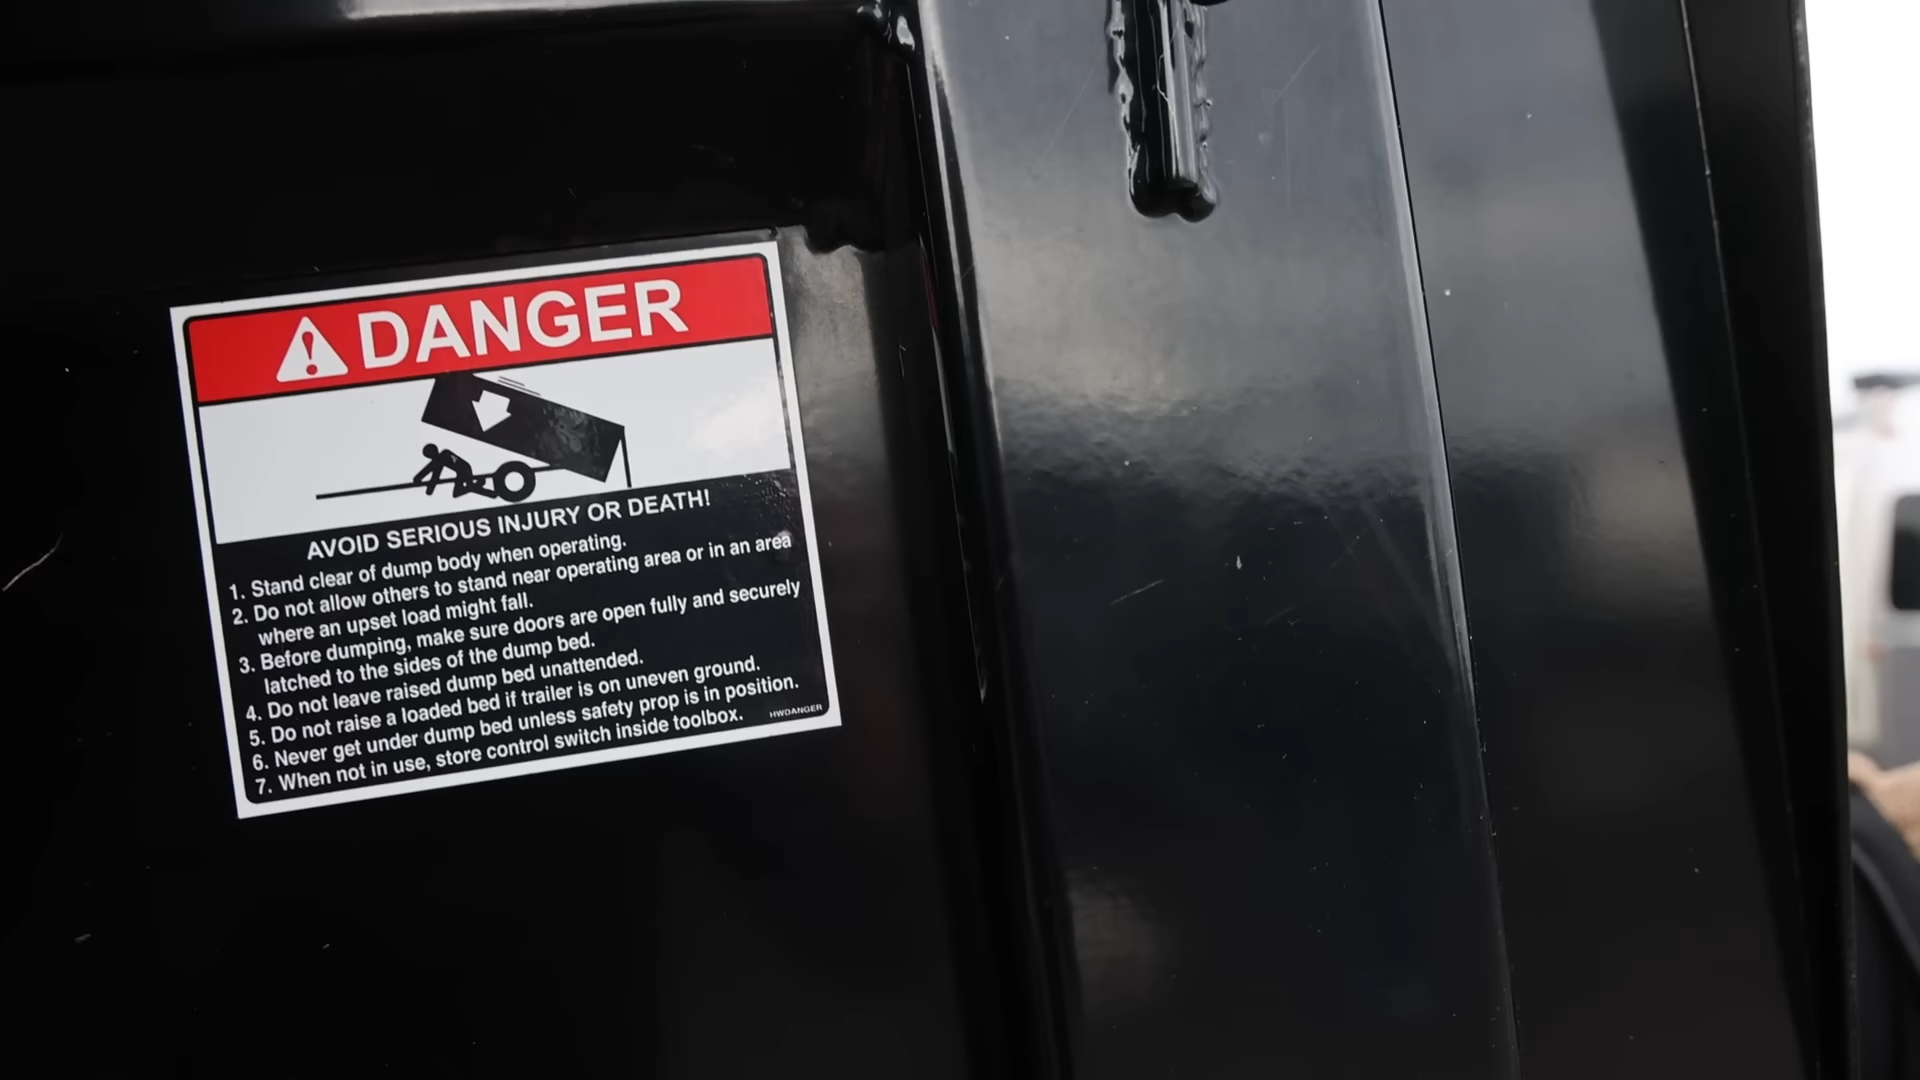 DANGER
AVOID SERIOUS INJURY OR DEATH!
1. Stand clear of dump body when operating.
2. Do not allow others to stand near operating area or in an area
where an upset load might fall.
3. Before dumping, make sure doors are open fully and securely
latched to the sides of the dump bed.
4. Do not leave raised dump bed unattended.
5. Do not raise a loaded bed if trailer is on uneven ground.
6. Never get under dump bed unless safety prop is in position.
7. When not in use, store control switch inside toolbox.
HWDANGER